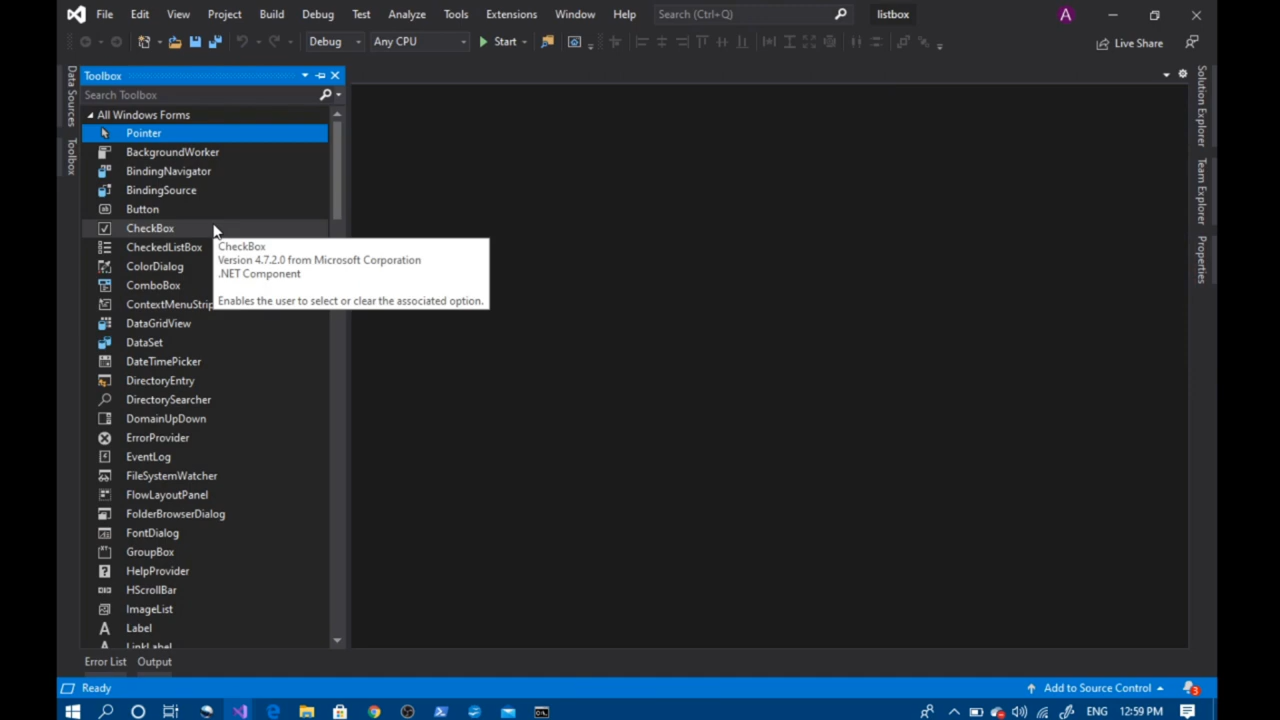 File Edit View Project Build Debug Test Analyze Tools Extensions Window Help Search (Ctrl+Q) listbox A
Debug Any CPU Start Live Share
Toolbox
Search Toolbox
All Windows Forms
Pointer
BackgroundWorker
BindingNavigator
BindingSource
Button
CheckBox
CheckedListBox
ColorDialog
ComboBox
ContextMenuStrip
DataGridView
DataSet
DateTimePicker
DirectoryEntry
DirectorySearcher
DomainUpDown
ErrorProvider
EventLog
FileSystemWatcher
FlowLayoutPanel
FolderBrowserDialog
FontDialog
GroupBox
HelpProvider
HScrollBar
ImageList
Label
LinkLabel
CheckBox
Version 4.7.2.0 from Microsoft Corporation
.NET Component
Enables the user to select or clear the associated option.
Data Sources
Toolbox
Solution Explorer
Team Explorer
Properties
Error List Output
Ready Add to Source Control 3
ENG 12:59 PM